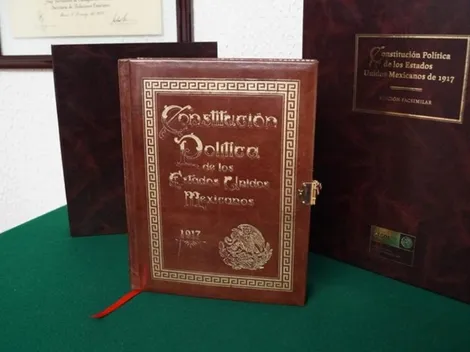 Constitución
Política
de los
Estados Unidos
Mexicanos
1917
Constitución Política
de los Estados
Unidos Mexicanos de 1917
EDICIÓN FACSIMILAR